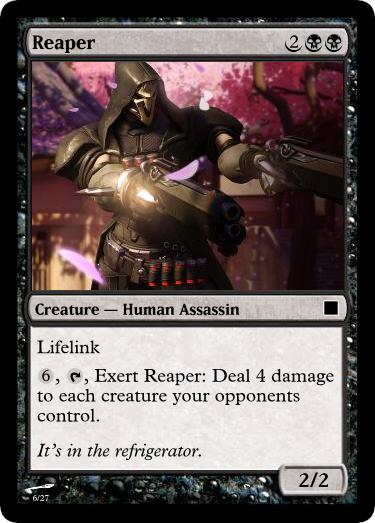 Reaper 2
Creature — Human Assassin
Lifelink
6, , Exert Reaper: Deal 4 damage
to each creature your opponents
control.
It's in the refrigerator.
2/2
6/27